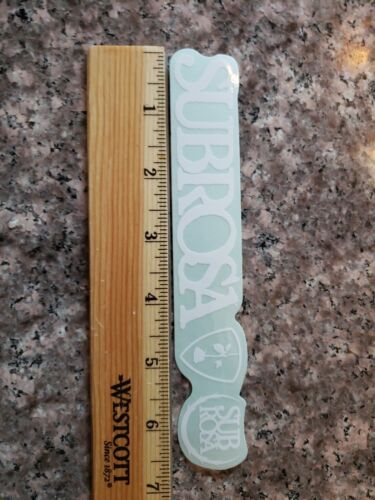 SUBROSA
SUB
ROSA
1
2
3
4
5
6
7
WESTCOTT
Since 1872